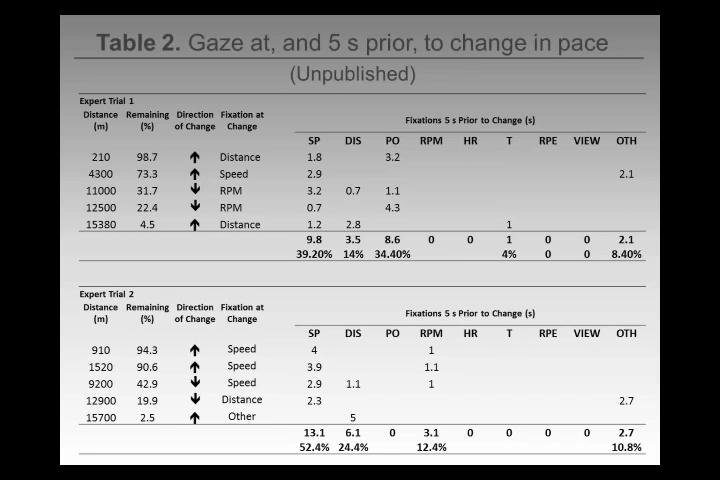 Table 2. Gaze at, and 5 s prior, to change in pace
(Unpublished)
Expert Trial 1
Distance (m) Remaining (%) Direction of Change Fixation at Change Fixations 5 s Prior to Change (s)
SP DIS PO RPM HR T RPE VIEW OTH
210 98.7 ↑ Distance 1.8 3.2
4300 73.3 ↑ Speed 2.9 2.1
11000 31.7 ↓ RPM 3.2 0.7 1.1
12500 22.4 ↓ RPM 0.7 4.3
15380 4.5 ↑ Distance 1.2 2.8 1
9.8 3.5 8.6 0 0 1 0 0 2.1
39.20% 14% 34.40% 4% 0 0 8.40%
Expert Trial 2
Distance (m) Remaining (%) Direction of Change Fixation at Change Fixations 5 s Prior to Change (s)
SP DIS PO RPM HR T RPE VIEW OTH
910 94.3 ↑ Speed 4 1
1520 90.6 ↑ Speed 3.9 1.1
9200 42.9 ↓ Speed 2.9 1.1 1
12900 19.9 ↓ Distance 2.3 2.7
15700 2.5 ↑ Other 5
13.1 6.1 0 3.1 0 0 0 0 2.7
52.4% 24.4% 12.4% 10.8%